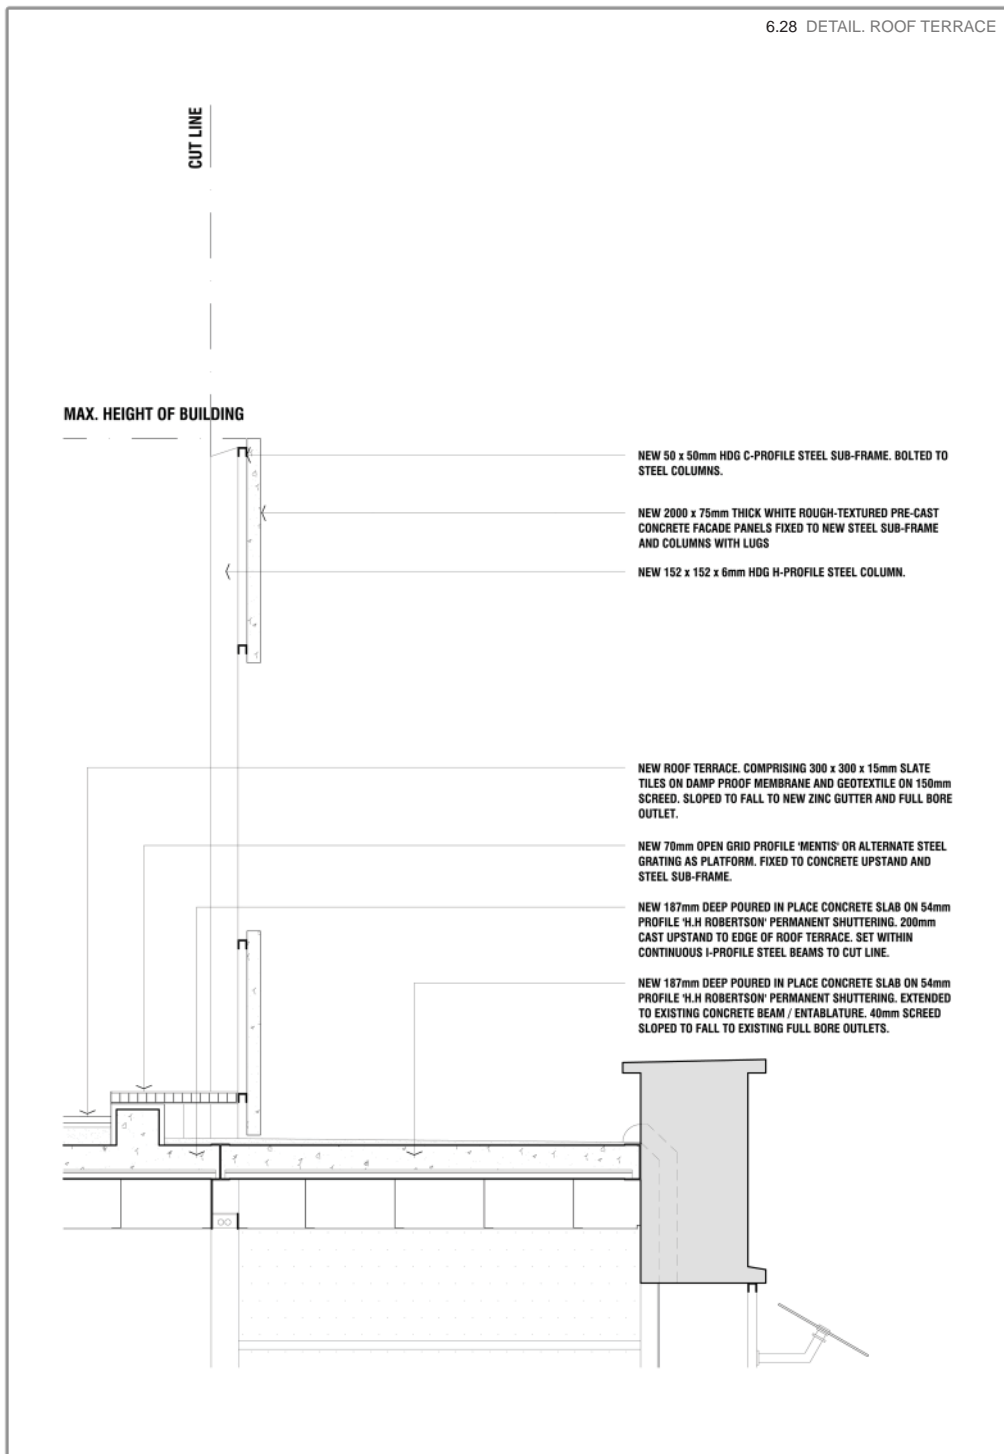 6.28 DETAIL. ROOF TERRACE
CUT LINE
MAX. HEIGHT OF BUILDING
NEW 50 x 50mm HDG C-PROFILE STEEL SUB-FRAME. BOLTED TO
STEEL COLUMNS.
NEW 2000 x 75mm THICK WHITE ROUGH-TEXTURED PRE-CAST
CONCRETE FACADE PANELS FIXED TO NEW STEEL SUB-FRAME
AND COLUMNS WITH LUGS
NEW 152 x 152 x 6mm HDG H-PROFILE STEEL COLUMN.
NEW ROOF TERRACE. COMPRISING 300 x 300 x 15mm SLATE
TILES ON DAMP PROOF MEMBRANE AND GEOTEXTILE ON 150mm
SCREED. SLOPED TO FALL TO NEW ZINC GUTTER AND FULL BORE
OUTLET.
NEW 70mm OPEN GRID PROFILE 'MENTIS' OR ALTERNATE STEEL
GRATING AS PLATFORM. FIXED TO CONCRETE UPSTAND AND
STEEL SUB-FRAME.
NEW 187mm DEEP POURED IN PLACE CONCRETE SLAB ON 54mm
PROFILE 'H.H ROBERTSON' PERMANENT SHUTTERING. 200mm
CAST UPSTAND TO EDGE OF ROOF TERRACE. SET WITHIN
CONTINUOUS I-PROFILE STEEL BEAMS TO CUT LINE.
NEW 187mm DEEP POURED IN PLACE CONCRETE SLAB ON 54mm
PROFILE 'H.H ROBERTSON' PERMANENT SHUTTERING. EXTENDED
TO EXISTING CONCRETE BEAM / ENTABLATURE. 40mm SCREED
SLOPED TO FALL TO EXISTING FULL BORE OUTLETS.